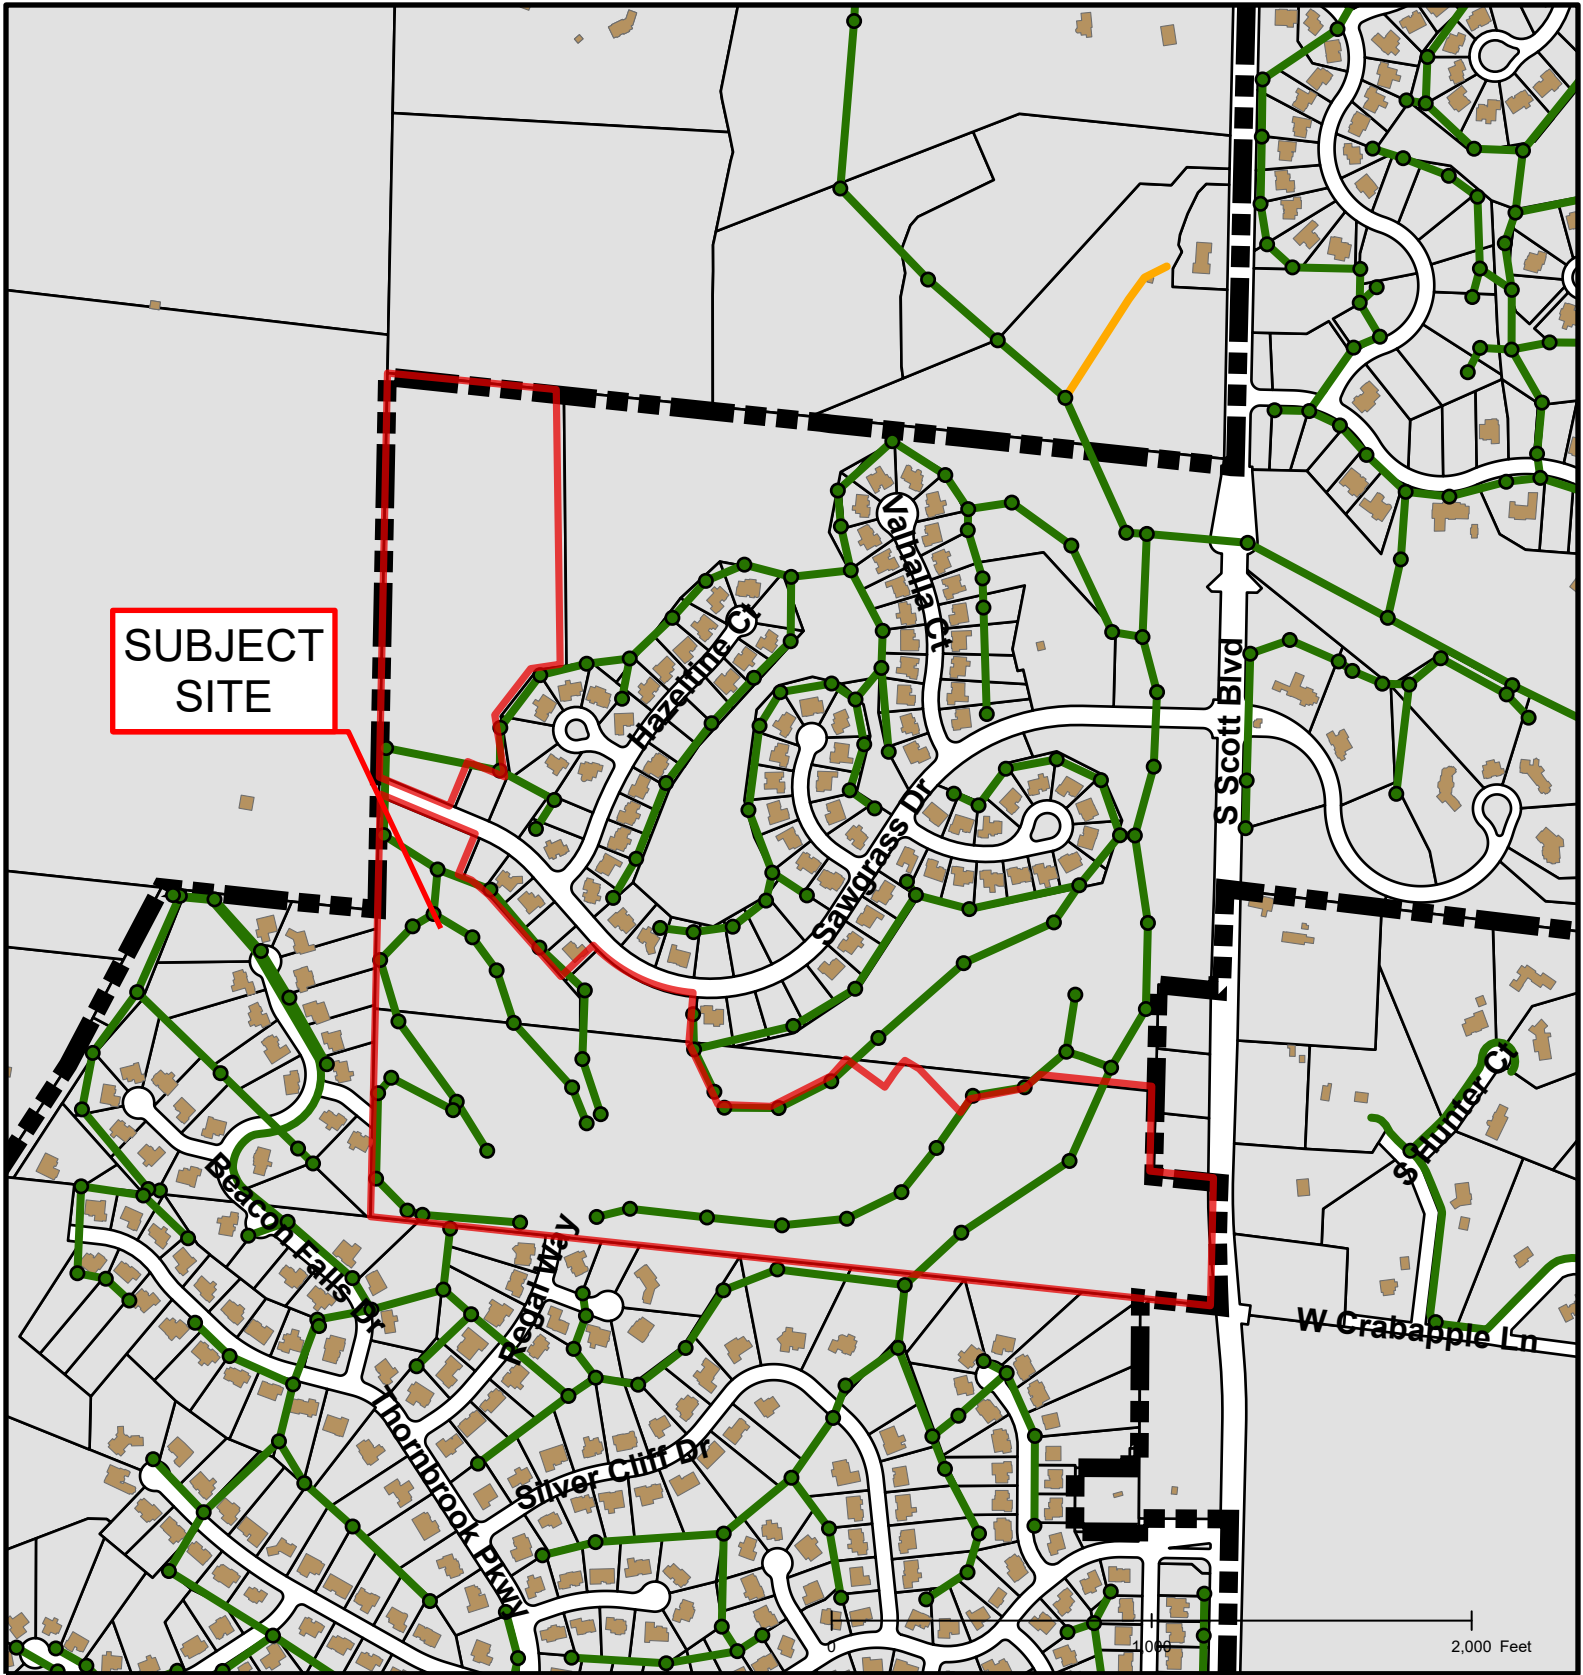 SUBJECT
SITE
Valhalla Ct
Hazeltine Ct
S Scott Blvd
Sawgrass Dr
S Hunter Ct
Beacon Falls Dr
Regal Way
W Crabapple Ln
Thornbrook Pkwy
Silver Cliff Dr
0 1,000 2,000 Feet